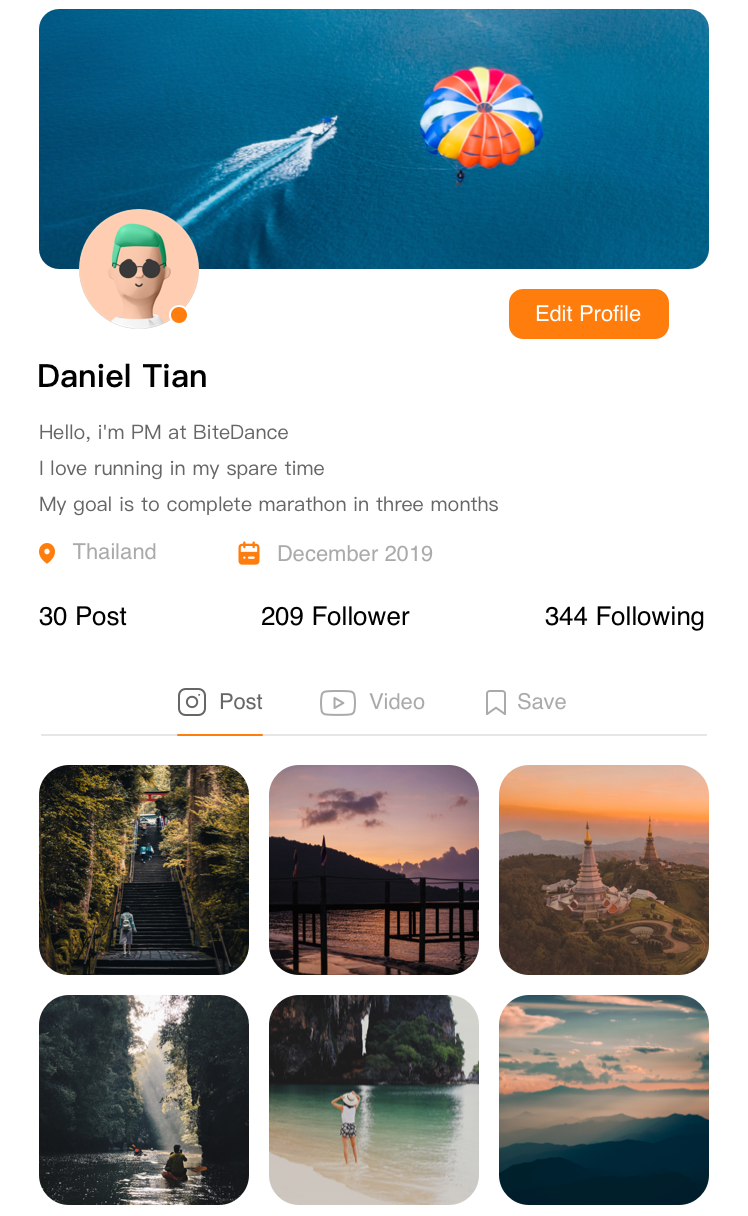 Edit Profile
Daniel Tian
Hello, i'm PM at BiteDance
I love running in my spare time
My goal is to complete marathon in three months
Thailand December 2019
30 Post 209 Follower 344 Following
Post Video Save